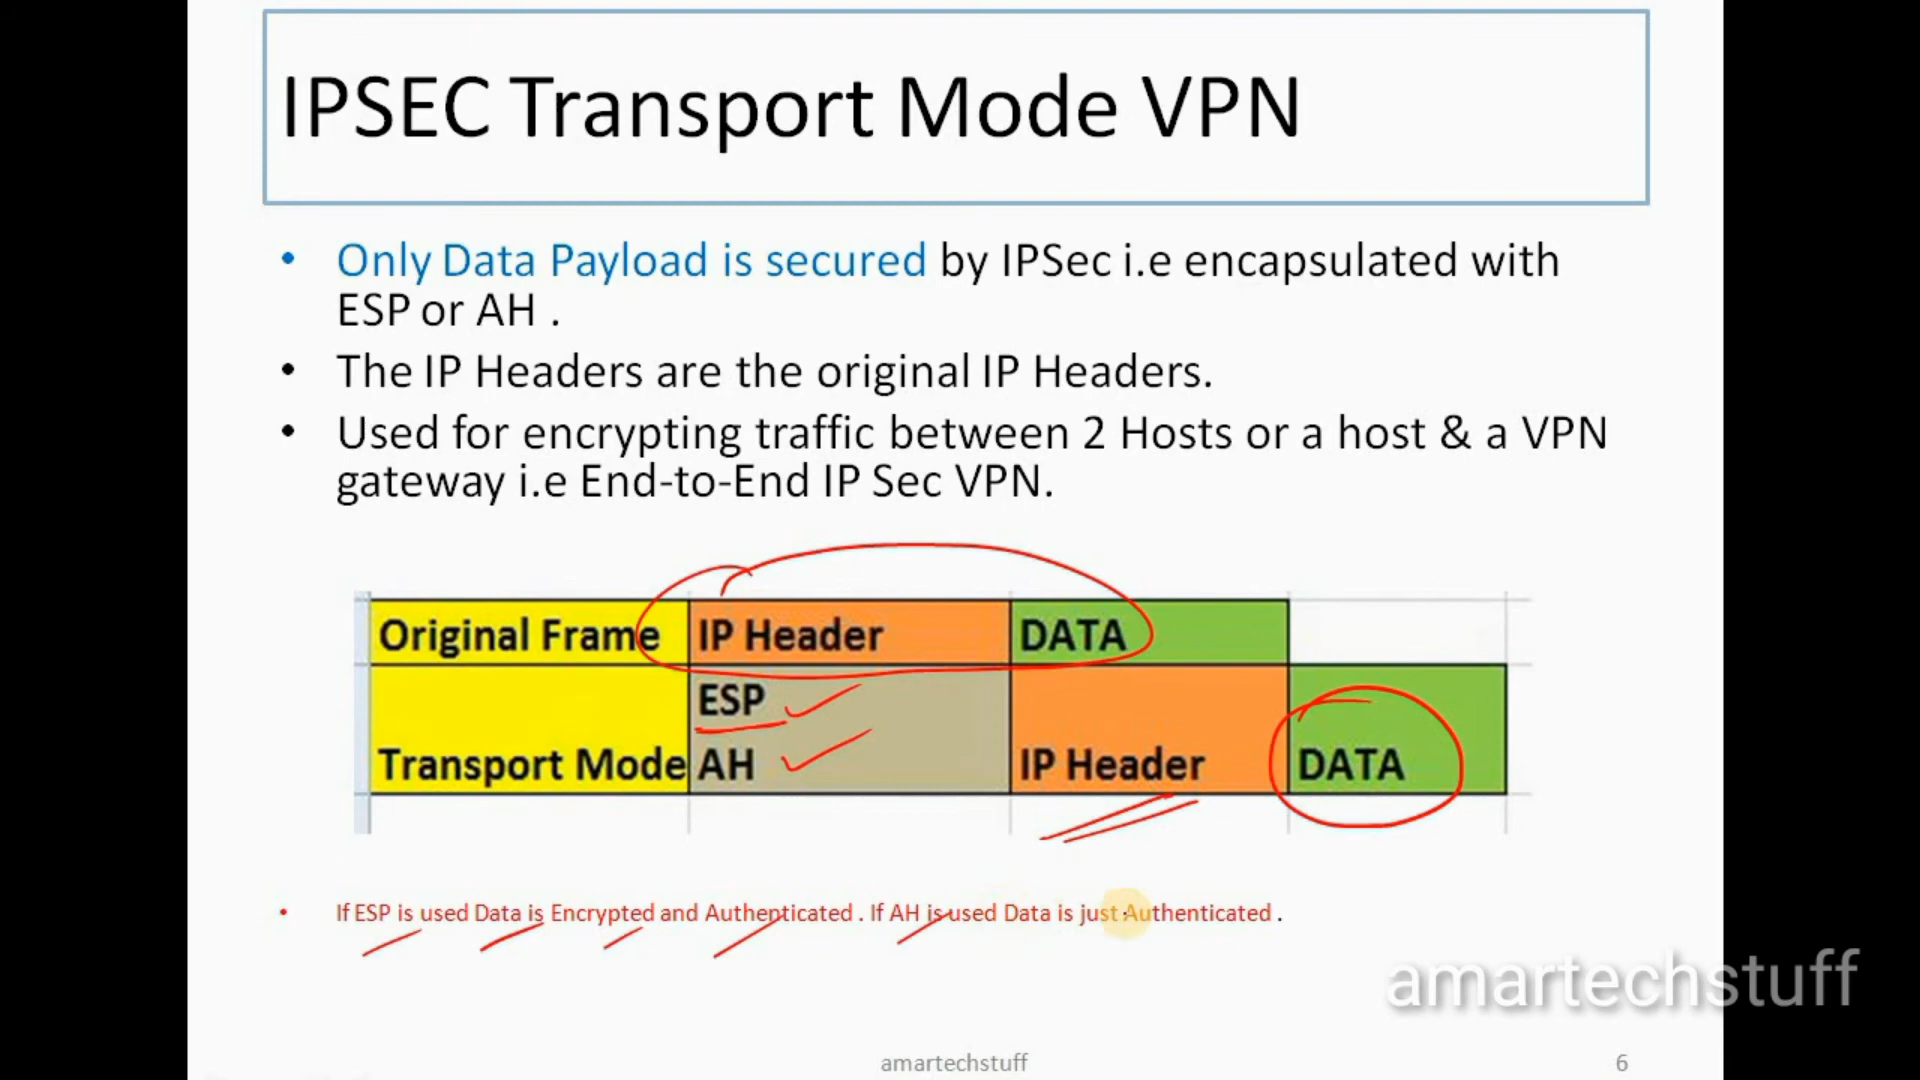 IPSEC Transport Mode VPN
• Only Data Payload is secured by IPSec i.e encapsulated with
ESP or AH .
• The IP Headers are the original IP Headers.
• Used for encrypting traffic between 2 Hosts or a host & a VPN
gateway i.e End-to-End IP Sec VPN.
Original Frame IP Header DATA
ESP
Transport Mode AH IP Header DATA
• If ESP is used Data is Encrypted and Authenticated . If AH is used Data is just Authenticated .
amartechstuff
amartechstuff 6